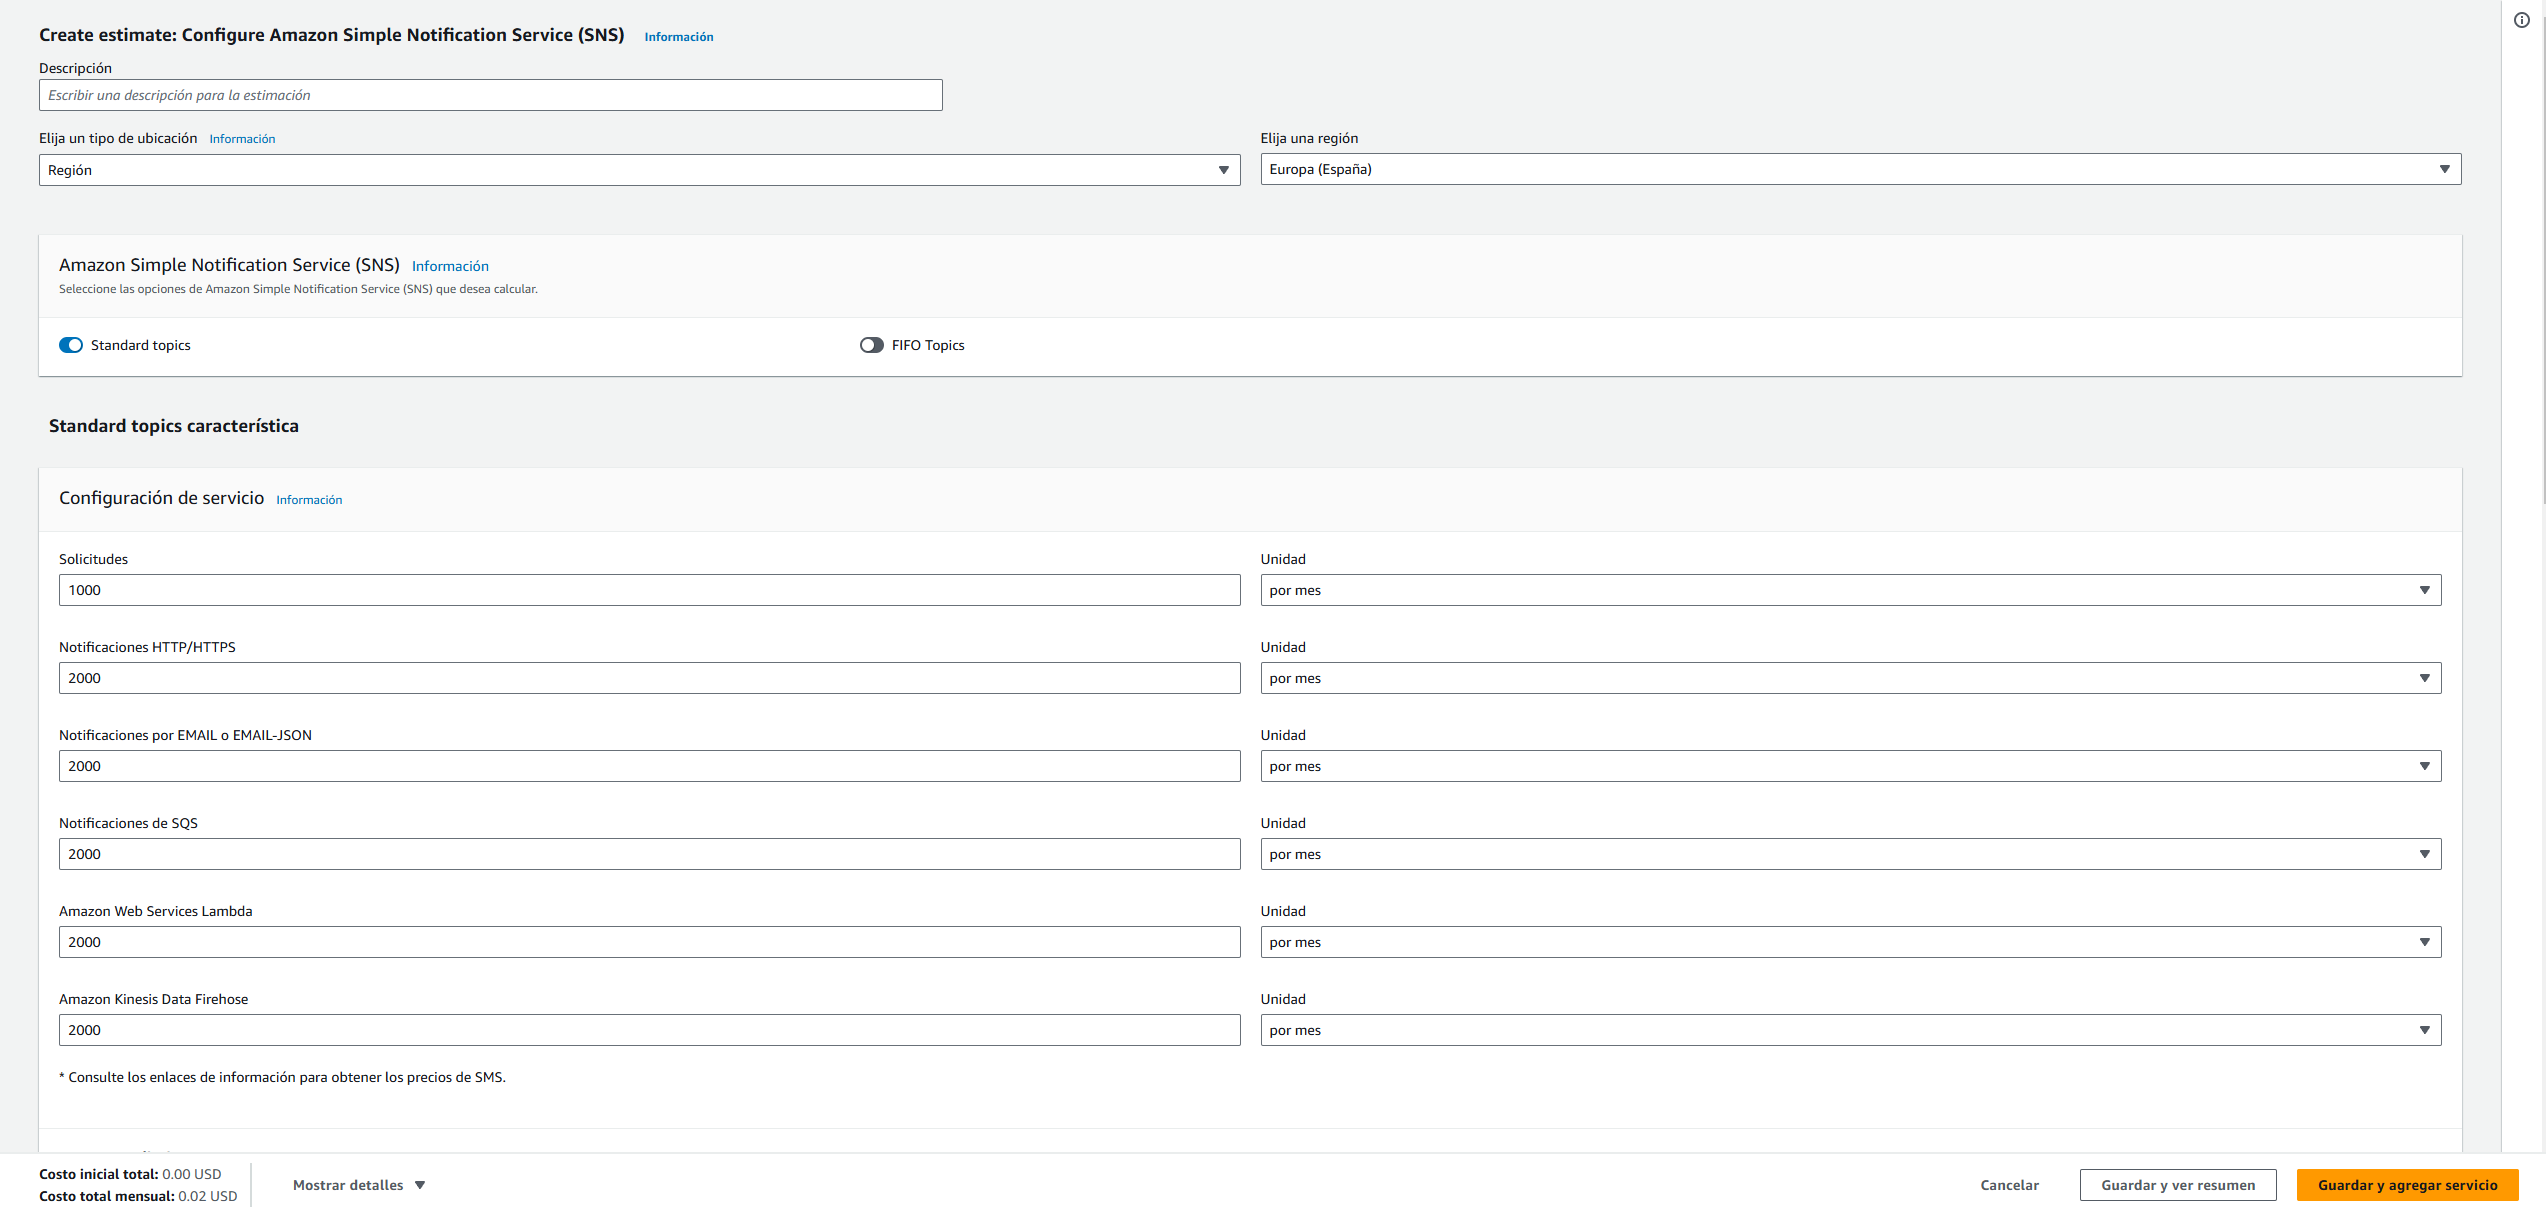 Create estimate: Configure Amazon Simple Notification Service (SNS) Información
Descripción
Escribir una descripción para la estimación
Elija un tipo de ubicación Información
Elija una región
Región
Europa (España)
Amazon Simple Notification Service (SNS) Información
Seleccione las opciones de Amazon Simple Notification Service (SNS) que desea calcular.
Standard topics
FIFO Topics
Standard topics característica
Configuración de servicio Información
Solicitudes
Unidad
1000
por mes
Notificaciones HTTP/HTTPS
Unidad
2000
por mes
Notificaciones por EMAIL o EMAIL-JSON
Unidad
2000
por mes
Notificaciones de SQS
Unidad
2000
por mes
Amazon Web Services Lambda
Unidad
2000
por mes
Amazon Kinesis Data Firehose
Unidad
2000
por mes
* Consulte los enlaces de información para obtener los precios de SMS.
Costo inicial total: 0.00 USD
Costo total mensual: 0.02 USD
Mostrar detalles
Cancelar
Guardar y ver resumen
Guardar y agregar servicio